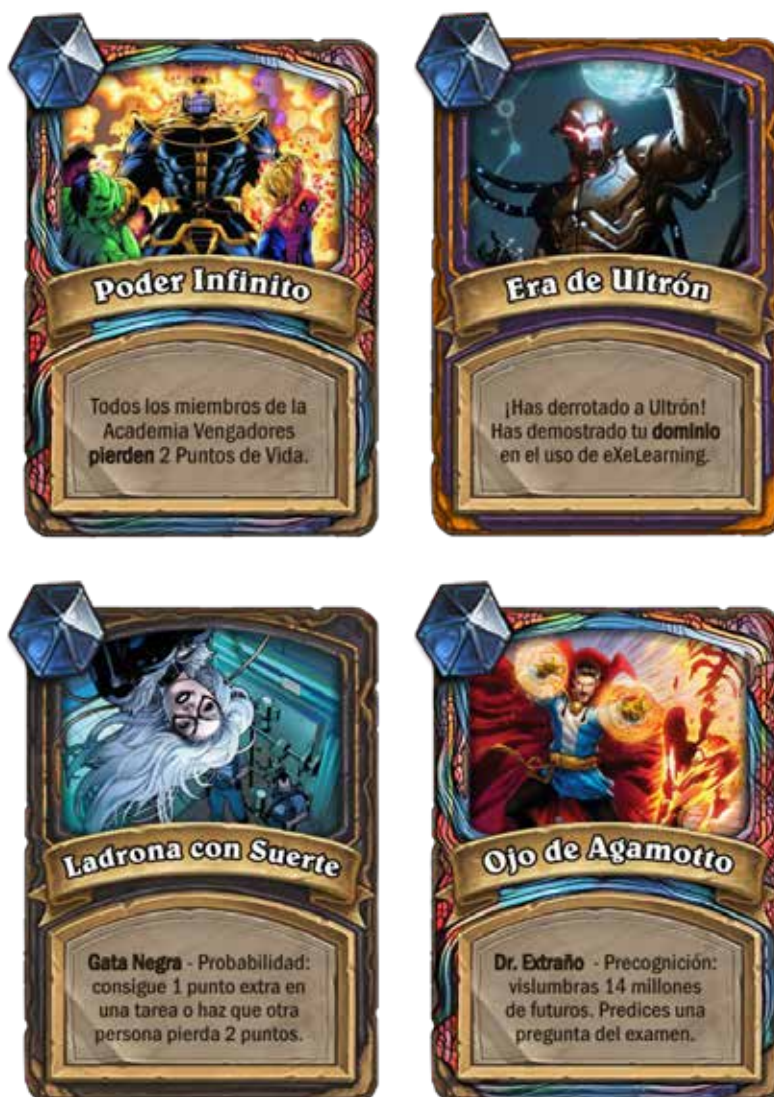 Poder Infinito
Todos los miembros de la
Academia Vengadores
pierden 2 Puntos de Vida.
Era de Ultrón
¡Has derrotado a Ultrón!
Has demostrado tu dominio
en el uso de eXeLearning.
Ladrona con Suerte
Gata Negra - Probabilidad:
consigue 1 punto extra en
una tarea o haz que otra
persona pierda 2 puntos.
Ojo de Agamotto
Dr. Extraño - Precognición:
vislumbras 14 millones
de futuros. Predices una
pregunta del examen.